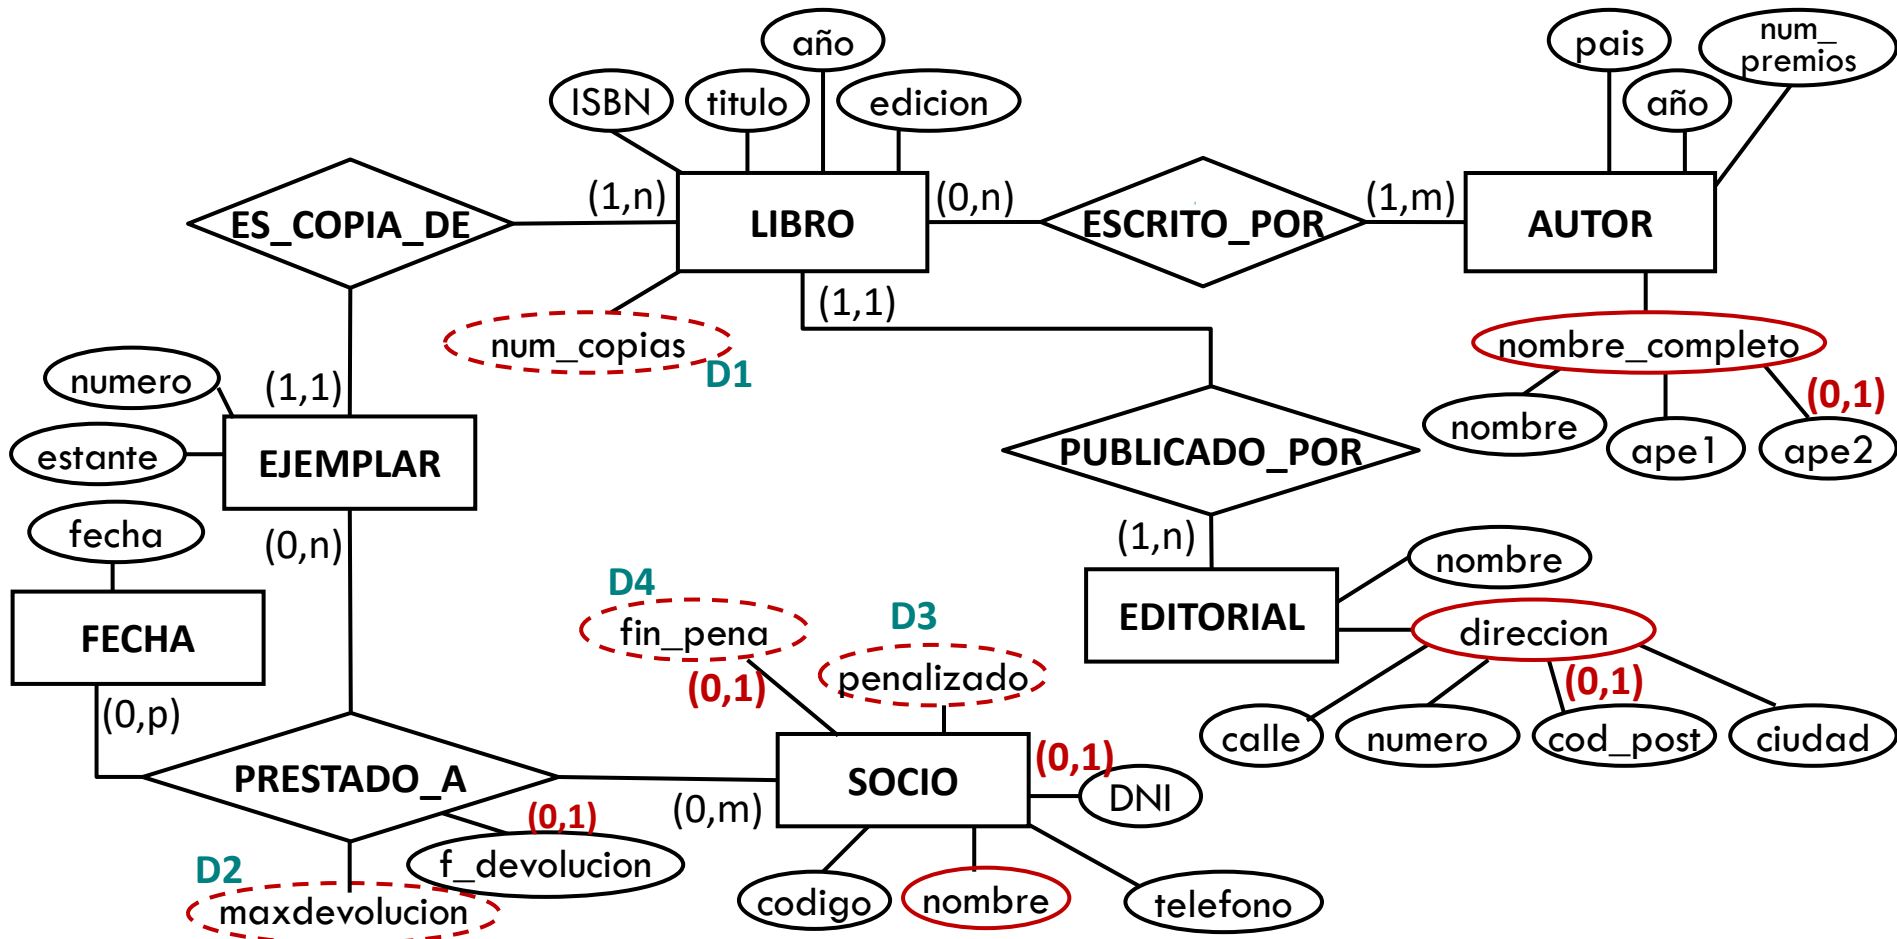 año
pais
num_
premios
ISBN
titulo
edicion
año
(1,n)
(0,n)
(1,m)
ES_COPIA_DE
LIBRO
ESCRITO_POR
AUTOR
(1,1)
num_copias
D1
nombre_completo
numero
(1,1)
(0,1)
nombre
ape1
ape2
estante
EJEMPLAR
PUBLICADO_POR
fecha
(0,n)
(1,n)
nombre
D4
D3
FECHA
fin_pena
EDITORIAL
direccion
(0,1)
penalizado
(0,1)
(0,p)
calle
numero
cod_post
ciudad
PRESTADO_A
SOCIO
(0,1)
DNI
(0,1)
(0,m)
f_devolucion
D2
maxdevolucion
codigo
nombre
telefono